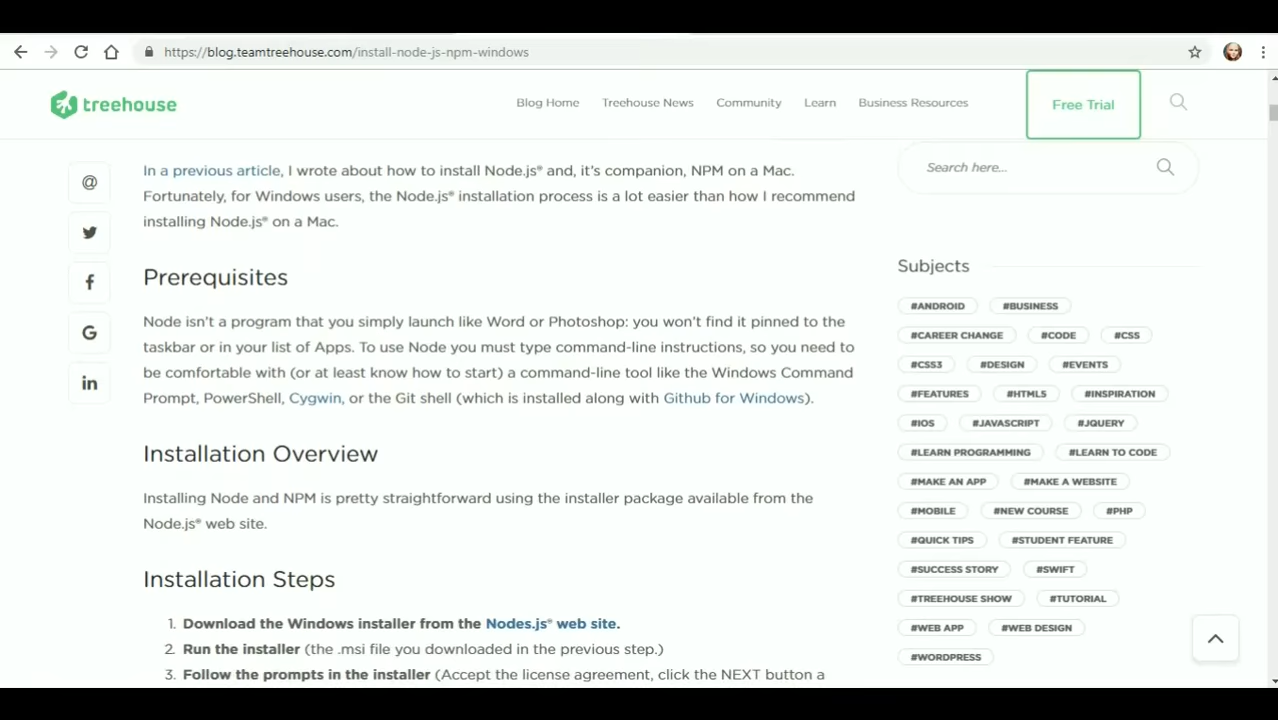 https://blog.teamtreehouse.com/install-node-js-npm-windows
treehouse
Blog Home
Treehouse News
Community
Learn
Business Resources
Free Trial
In a previous article, I wrote about how to install Node.js® and, it’s companion, NPM on a Mac.
Fortunately, for Windows users, the Node.js® installation process is a lot easier than how I recommend
installing Node.js® on a Mac.
Prerequisites
Node isn’t a program that you simply launch like Word or Photoshop: you won’t find it pinned to the
taskbar or in your list of Apps. To use Node you must type command-line instructions, so you need to
be comfortable with (or at least know how to start) a command-line tool like the Windows Command
Prompt, PowerShell, Cygwin, or the Git shell (which is installed along with Github for Windows).
Installation Overview
Installing Node and NPM is pretty straightforward using the installer package available from the
Node.js® web site.
Installation Steps
1. Download the Windows installer from the Nodes.js® web site.
2. Run the installer (the .msi file you downloaded in the previous step.)
3. Follow the prompts in the installer (Accept the license agreement, click the NEXT button a
@
f
G
in
Search here...
Subjects
#ANDROID #BUSINESS
#CAREER CHANGE #CODE #CSS
#CSS3 #DESIGN #EVENTS
#FEATURES #HTML5 #INSPIRATION
#IOS #JAVASCRIPT #JQUERY
#LEARN PROGRAMMING #LEARN TO CODE
#MAKE AN APP #MAKE A WEBSITE
#MOBILE #NEW COURSE #PHP
#QUICK TIPS #STUDENT FEATURE
#SUCCESS STORY #SWIFT
#TREEHOUSE SHOW #TUTORIAL
#WEB APP #WEB DESIGN
#WORDPRESS